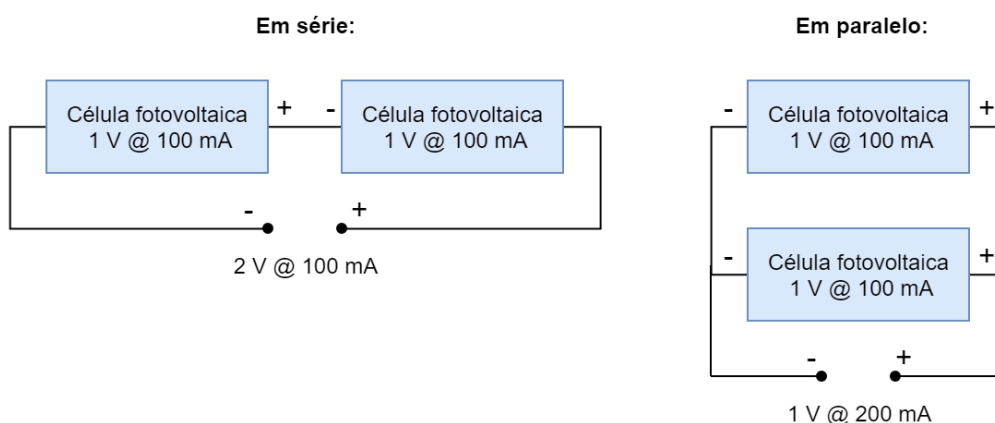 Em série:
Célula fotovoltaica
1 V @ 100 mA
+
-
Célula fotovoltaica
1 V @ 100 mA
-
+
2 V @ 100 mA
Em paralelo:
-
Célula fotovoltaica
1 V @ 100 mA
+
-
Célula fotovoltaica
1 V @ 100 mA
+
-
+
1 V @ 200 mA